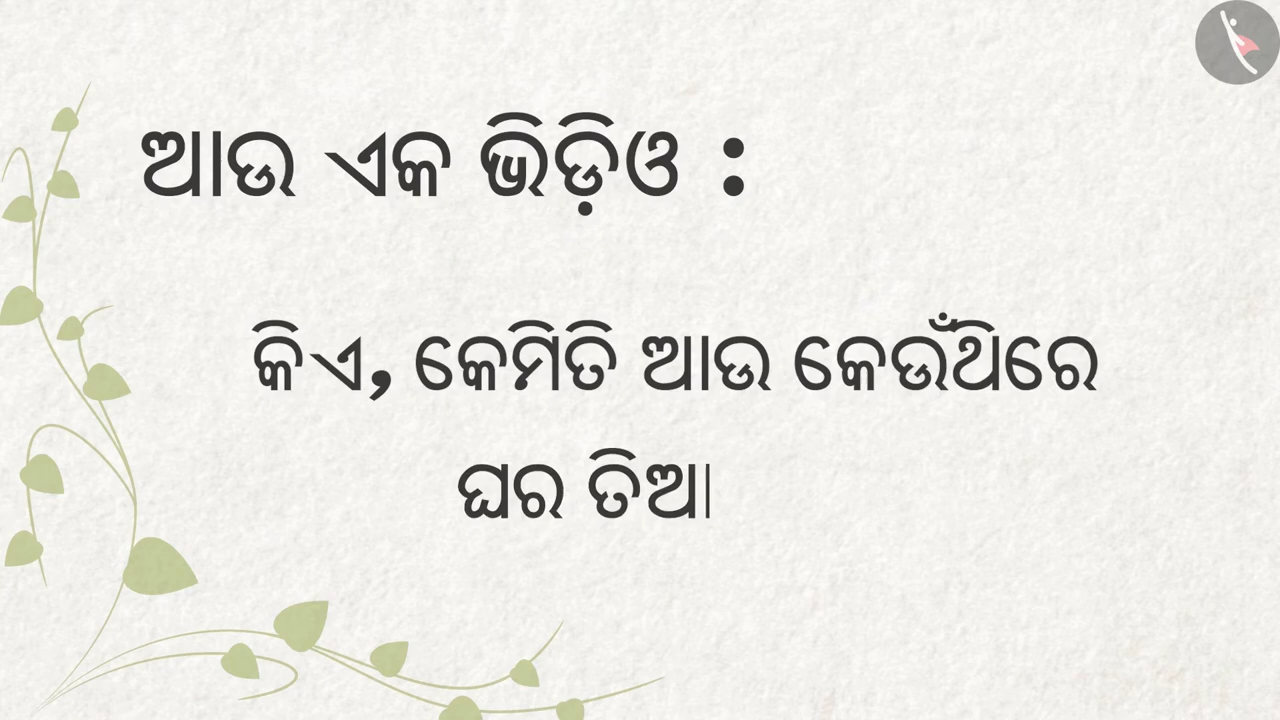 ଆଉ ଏକ ଭିଡ଼ିଓ :
କିଏ, କେମିତି ଆଉ କେଉଁଥିରେ
ଘର ତିଆ